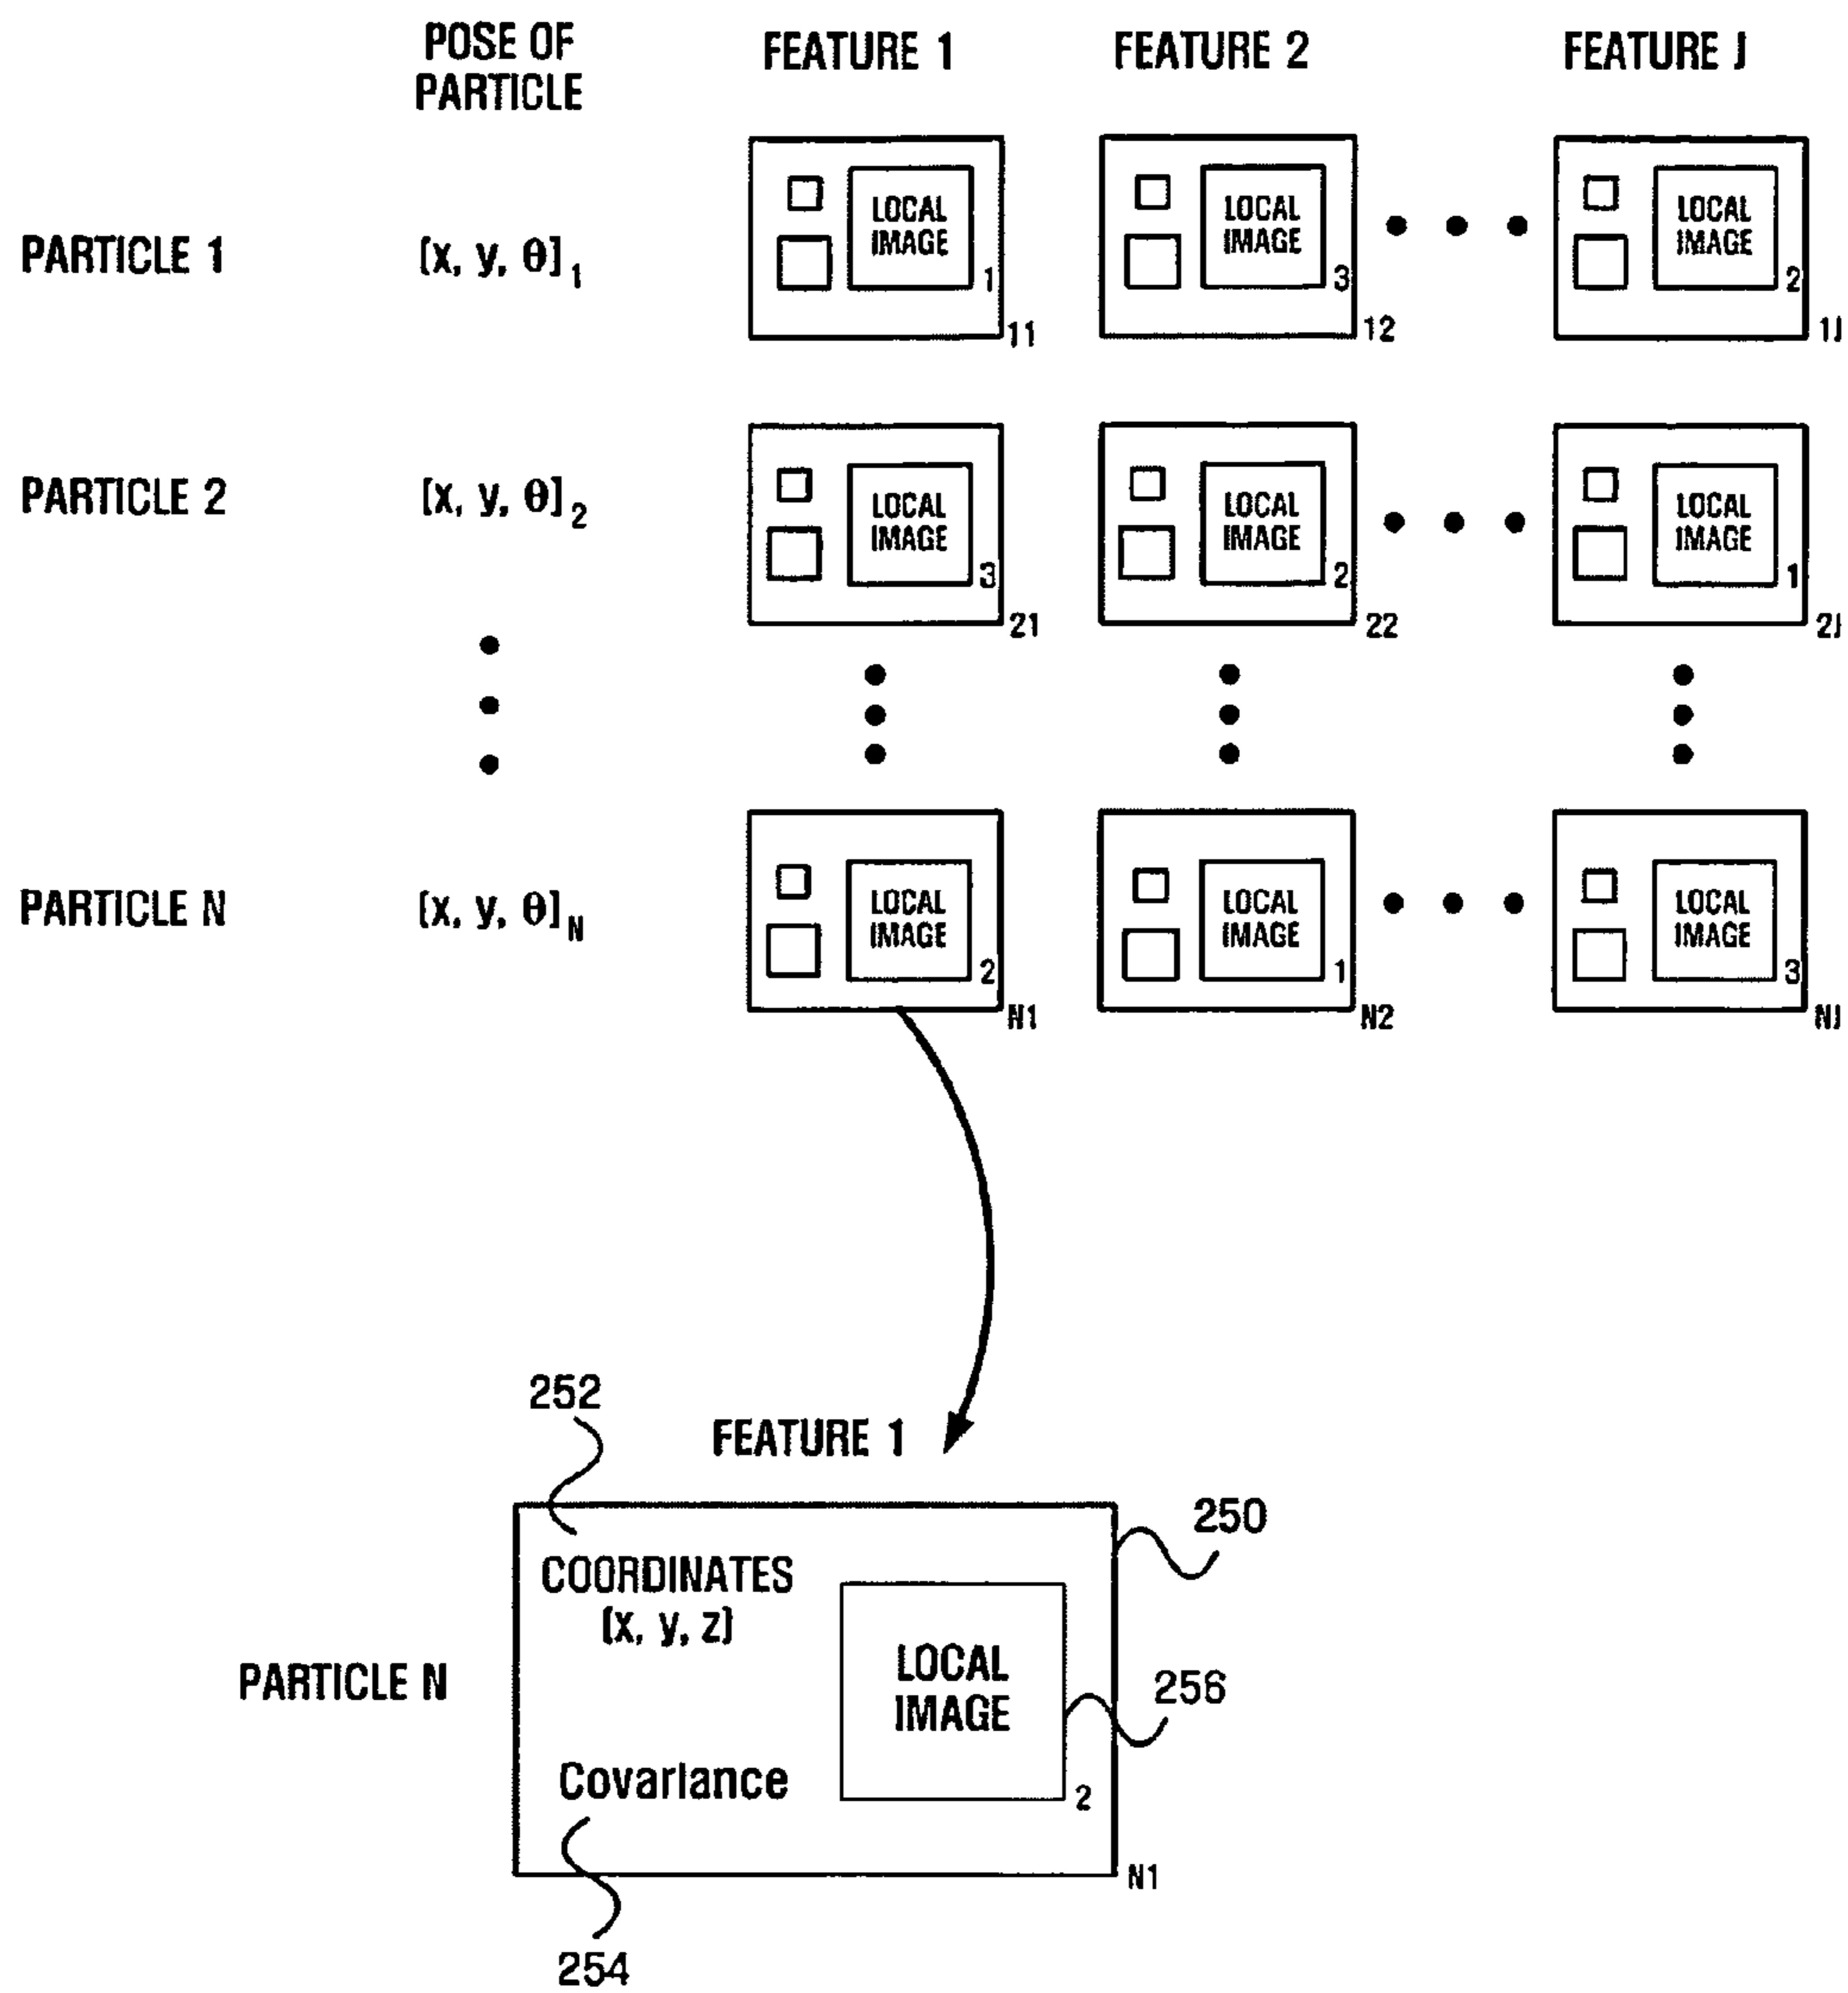 POSE OF
PARTICLE
FEATURE 1
FEATURE 2
FEATURE J
PARTICLE 1
(x, y, θ)1
LOCAL
IMAGE
1
11
LOCAL
IMAGE
3
12
LOCAL
IMAGE
2
1J
PARTICLE 2
(x, y, θ)2
LOCAL
IMAGE
3
21
LOCAL
IMAGE
2
22
LOCAL
IMAGE
1
2J
PARTICLE N
(x, y, θ)N
LOCAL
IMAGE
2
N1
LOCAL
IMAGE
1
N2
LOCAL
IMAGE
3
NJ
252
FEATURE 1
250
COORDINATES
(x, y, z)
PARTICLE N
LOCAL
IMAGE
256
Covariance
2
N1
254